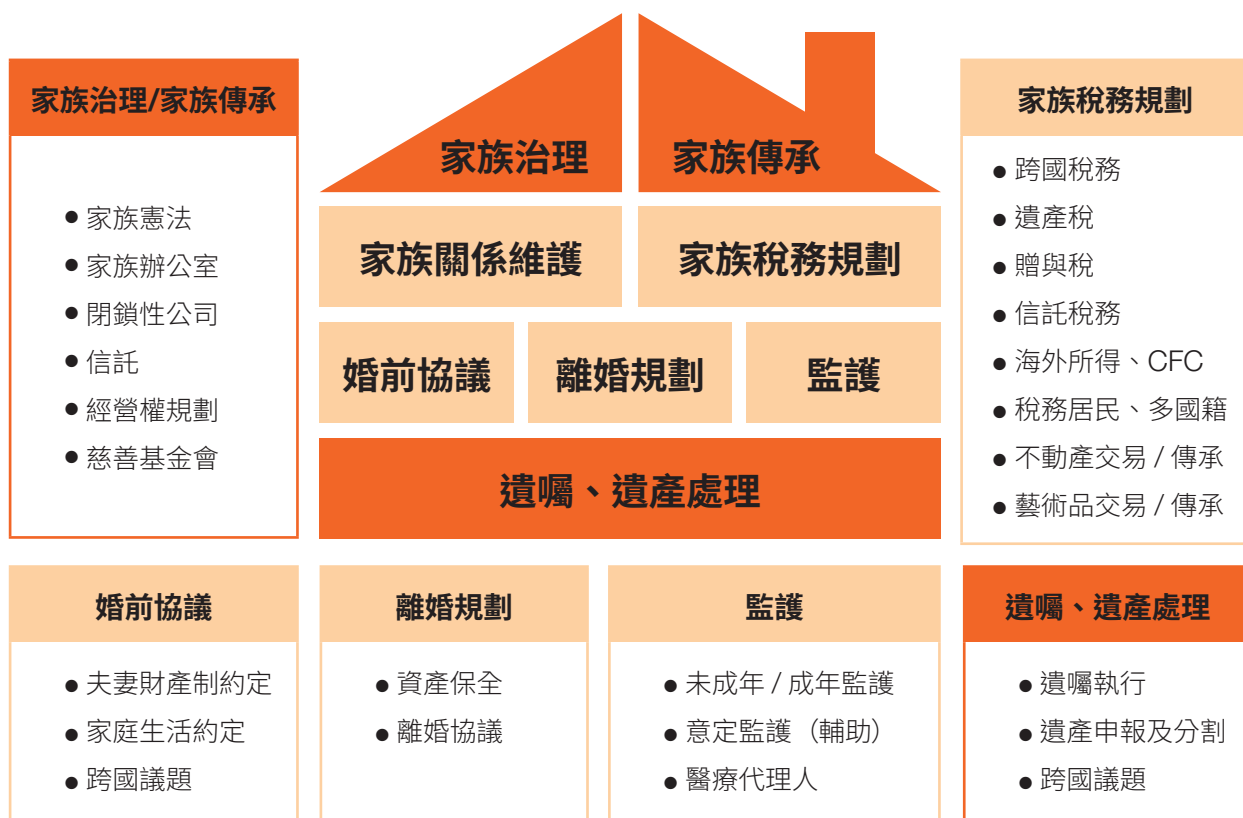 家族治理/家族傳承
● 家族憲法
● 家族辦公室
● 閉鎖性公司
● 信託
● 經營權規劃
● 慈善基金會
家族治理
家族傳承
家族關係維護
家族稅務規劃
婚前協議
離婚規劃
監護
遺囑、遺產處理
家族稅務規劃
● 跨國稅務
● 遺產稅
● 贈與稅
● 信託稅務
● 海外所得、CFC
● 稅務居民、多國籍
● 不動產交易 / 傳承
● 藝術品交易 / 傳承
婚前協議
● 夫妻財產制約定
● 家庭生活約定
● 跨國議題
離婚規劃
● 資產保全
● 離婚協議
監護
● 未成年 / 成年監護
● 意定監護（輔助）
● 醫療代理人
遺囑、遺產處理
● 遺囑執行
● 遺產申報及分割
● 跨國議題